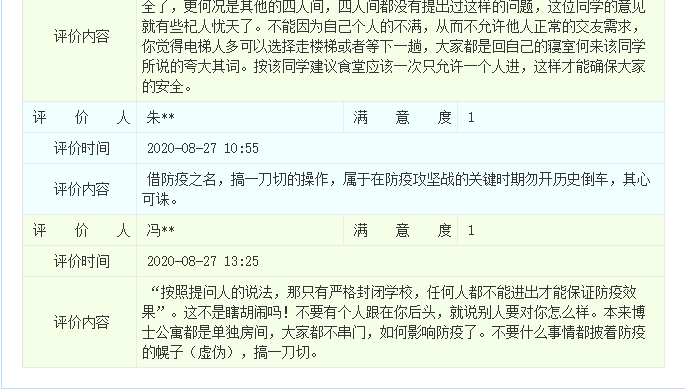 全了，更何况是其他的四人间，四人间都没有提出过这样的问题，这位同学的意见
就有些杞人忧天了。不能因为自己个人的不满，从而不允许他人正常的交友需求，
评价内容
你觉得电梯人多可以选择走楼梯或者等下一趟，大家都是回自己的寝室何来该同学
所说的夸大其词。按该同学建议食堂应该一次只允许一个人进，这样才能确保大家
的安全。
评 价 人 朱** 满 意 度 1
评价时间 2020-08-27 10:55
评价内容
借防疫之名，搞一刀切的操作，属于在防疫攻坚战的关键时期勿开历史倒车，其心
可诛。
评 价 人 冯** 满 意 度 1
评价时间 2020-08-27 13:25
评价内容
“按照提问人的说法，那只有严格封闭学校，任何人都不能进出才能保证防疫效
果”。这不是瞎胡闹吗！不要有个人跟在你后头，就说别人要对你怎么样。本来博
士公寓都是单独房间，大家都不串门，如何影响防疫了。不要什么事情都披着防疫
的幌子（虚伪），搞一刀切。